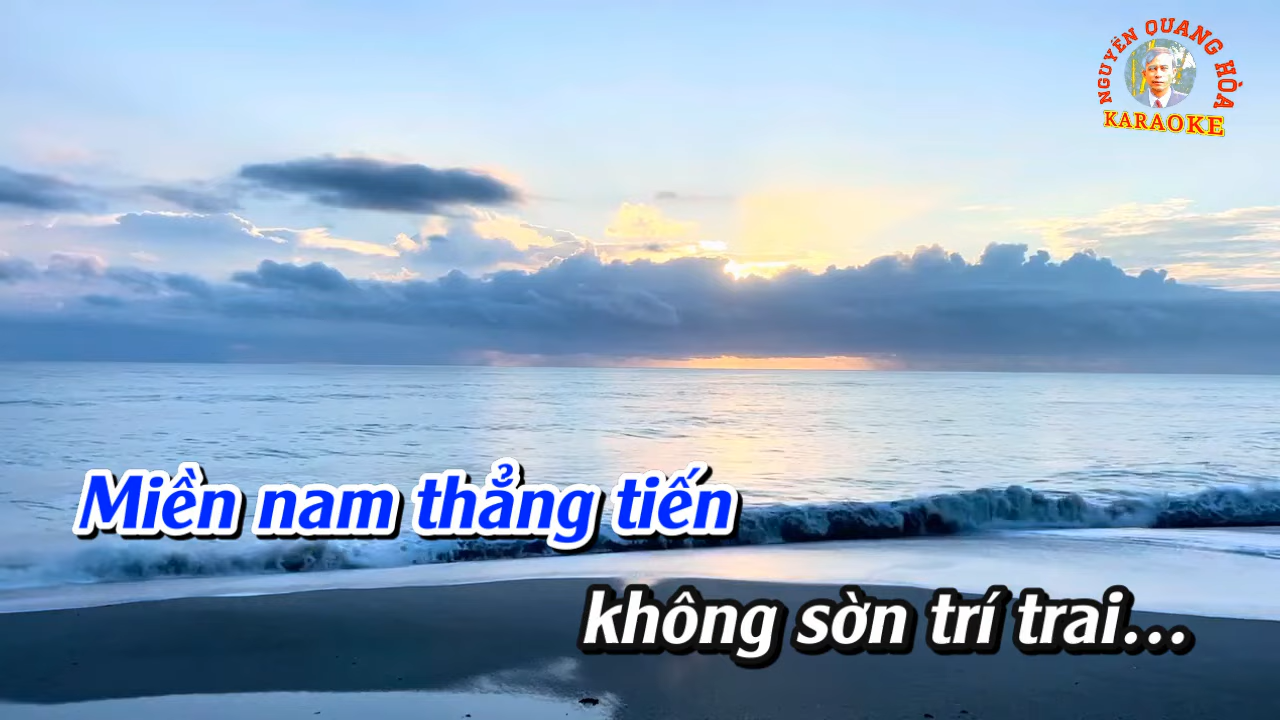 NGUYỄN QUANG HÒA
KARAOKE
Miền nam thẳng tiến
không sờn trí trai...